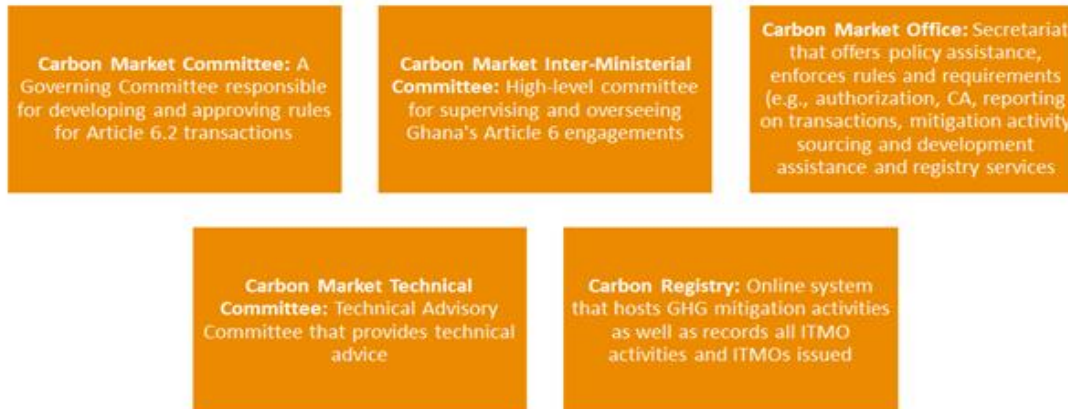 Carbon Market Committee: A
Governing Committee responsible
for developing and approving rules
for Article 6.2 transactions
Carbon Market Inter-Ministerial
Committee: High-level committee
for supervising and overseeing
Ghana's Article 6 engagements
Carbon Market Office: Secretariat
that offers policy assistance,
enforces rules and requirements
(e.g., authorization, CA, reporting
on transactions, mitigation activity
sourcing and development
assistance and registry services
Carbon Market Technical
Committee: Technical Advisory
Committee that provides technical
advice
Carbon Registry: Online system
that hosts GHG mitigation activities
as well as records all ITMO
activities and ITMOs issued